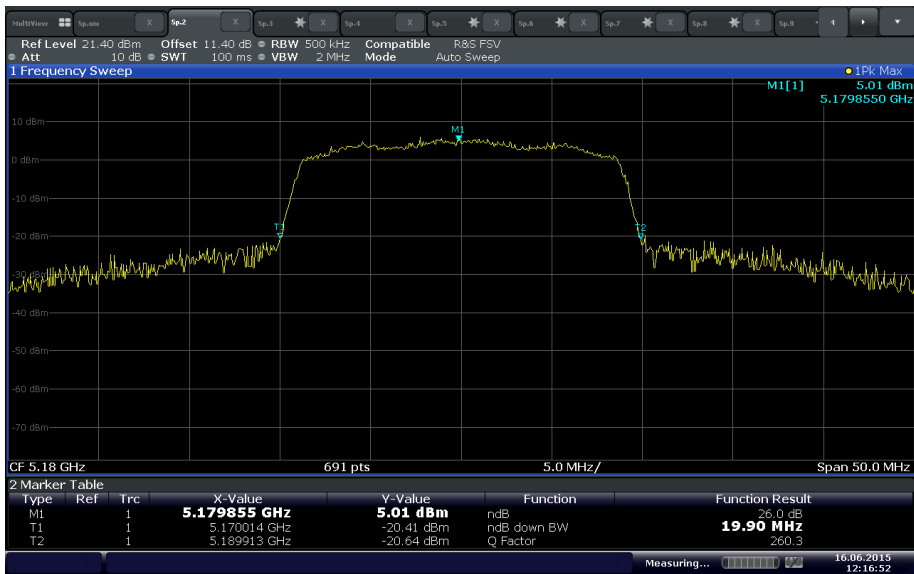 MultiView Sp.um X Sp.2 X Sp.3 X Sp.4 X Sp.5 X Sp.6 X Sp.7 X Sp.8 X Sp.9
Ref Level 21.40 dBm Offset 11.40 dB RBW 500 kHz Compatible R&S FSV
Att 10 dB SWT 100 ms VBW 2 MHz Mode Auto Sweep
1 Frequency Sweep 1Pk Max
M1[1] 5.01 dBm
5.1798550 GHz
10 dBm
M1
0 dBm
-10 dBm
T1 T2
-20 dBm
-30 dBm
-40 dBm
-50 dBm
-60 dBm
-70 dBm
CF 5.18 GHz 691 pts 5.0 MHz/ Span 50.0 MHz
2 Marker Table
Type Ref Trc X-Value Y-Value Function Function Result
M1 1 5.179855 GHz 5.01 dBm ndB 26.0 dB
T1 1 5.170014 GHz -20.41 dBm ndB down BW 19.90 MHz
T2 1 5.189913 GHz -20.64 dBm Q Factor 260.3
Measuring... 16.06.2015
12:16:52